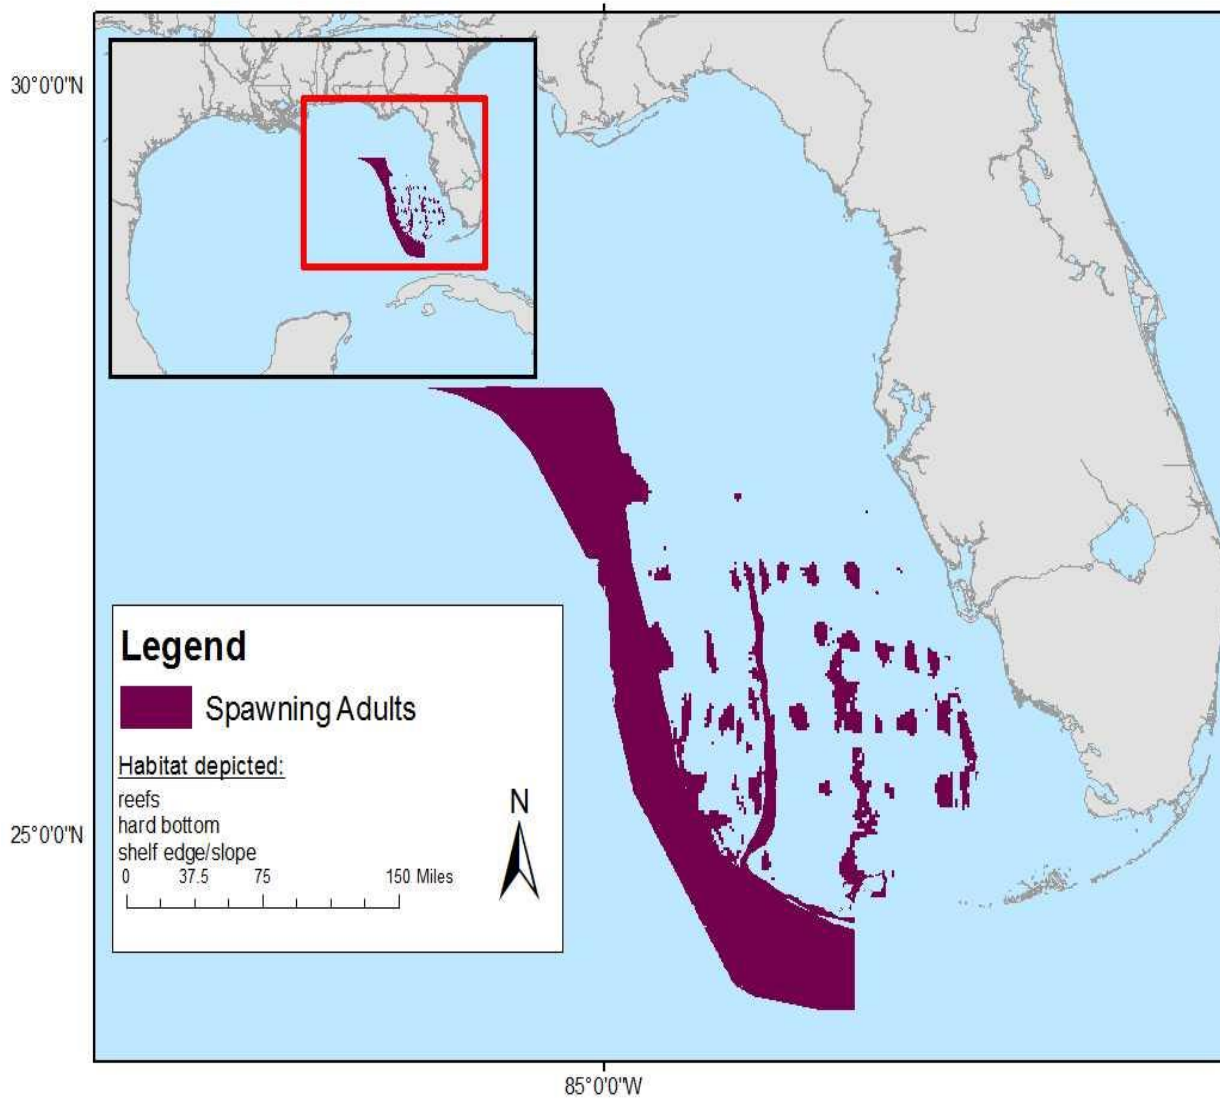 30°0'0"N
Legend
Spawning Adults
Habitat depicted:
reefs
hard bottom
shelf edge/slope
0 37.5 75 150 Miles
N
25°0'0"N
85°0'0"W